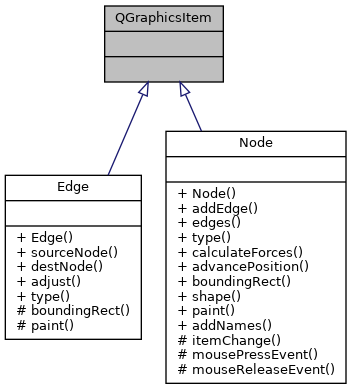 QGraphicsItem
Node
+ Node()
+ addEdge()
+ edges()
+ type()
+ calculateForces()
+ advancePosition()
+ boundingRect()
+ shape()
+ paint()
+ addNames()
# itemChange()
# mousePressEvent()
# mouseReleaseEvent()
Edge
+ Edge()
+ sourceNode()
+ destNode()
+ adjust()
+ type()
# boundingRect()
# paint()